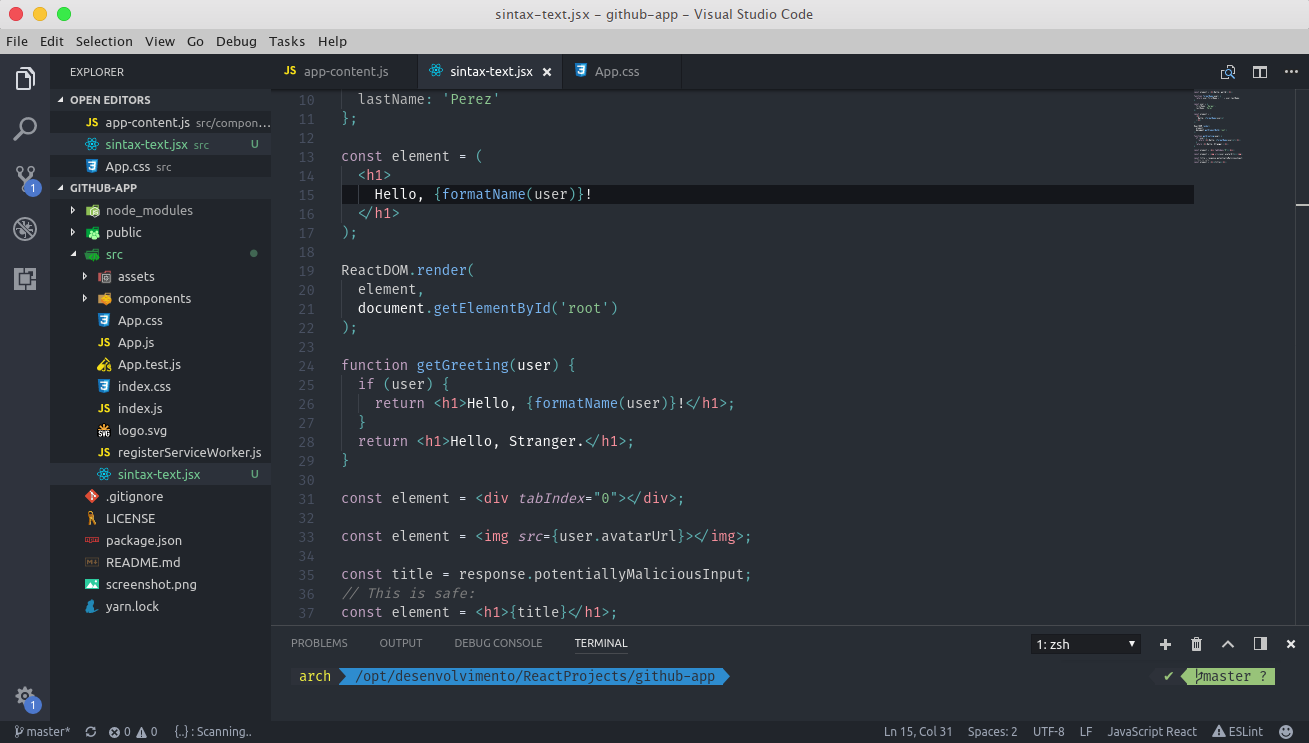 sintax-text.jsx – github-app – Visual Studio Code
File Edit Selection View Go Debug Tasks Help
EXPLORER
OPEN EDITORS
JS app-content.js src/compon...
sintax-text.jsx src U
App.css src
GITHUB-APP
node_modules
public
src
assets
components
App.css
JS App.js
App.test.js
index.css
JS index.js
SVG logo.svg
JS registerServiceWorker.js
sintax-text.jsx U
.gitignore
LICENSE
package.json
README.md
screenshot.png
yarn.lock
1
1
JS app-content.js sintax-text.jsx × App.css
10 lastName: 'Perez'
11 };
12
13 const element = (
14 <h1>
15 Hello, {formatName(user)}!
16 </h1>
17 );
18
19 ReactDOM.render(
20 element,
21 document.getElementById('root')
22 );
23
24 function getGreeting(user) {
25 if (user) {
26 return <h1>Hello, {formatName(user)}!</h1>;
27 }
28 return <h1>Hello, Stranger.</h1>;
29 }
30
31 const element = <div tabIndex="0"></div>;
32
33 const element = <img src={user.avatarUrl}></img>;
34
35 const title = response.potentiallyMaliciousInput;
36 // This is safe:
37 const element = <h1>{title}</h1>;
PROBLEMS OUTPUT DEBUG CONSOLE TERMINAL 1: zsh
arch /opt/desenvolvimento/ReactProjects/github-app ✔ master ?
master* 0 0 {..} : Scanning.. Ln 15, Col 31 Spaces: 2 UTF-8 LF JavaScript React ESLint